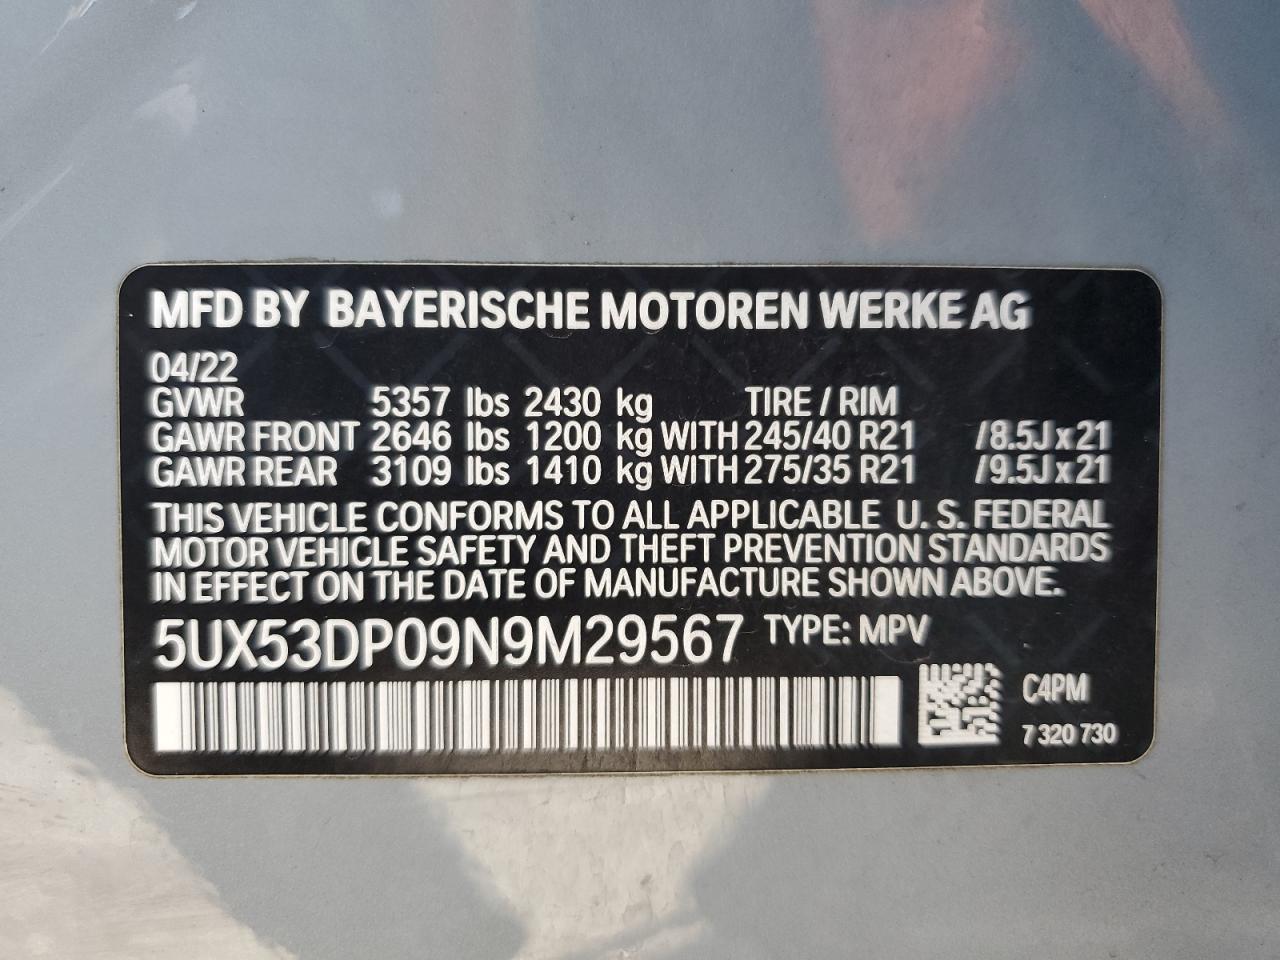 MFD BY BAYERISCHE MOTOREN WERKE AG
04/22
GVWR 5357 lbs 2430 kg TIRE / RIM
GAWR FRONT 2646 lbs 1200 kg WITH 245/40 R21 /8.5J x 21
GAWR REAR 3109 lbs 1410 kg WITH 275/35 R21 /9.5J x 21
THIS VEHICLE CONFORMS TO ALL APPLICABLE U. S. FEDERAL
MOTOR VEHICLE SAFETY AND THEFT PREVENTION STANDARDS
IN EFFECT ON THE DATE OF MANUFACTURE SHOWN ABOVE.
5UX53DP09N9M29567 TYPE: MPV
C4PM
7 320 730